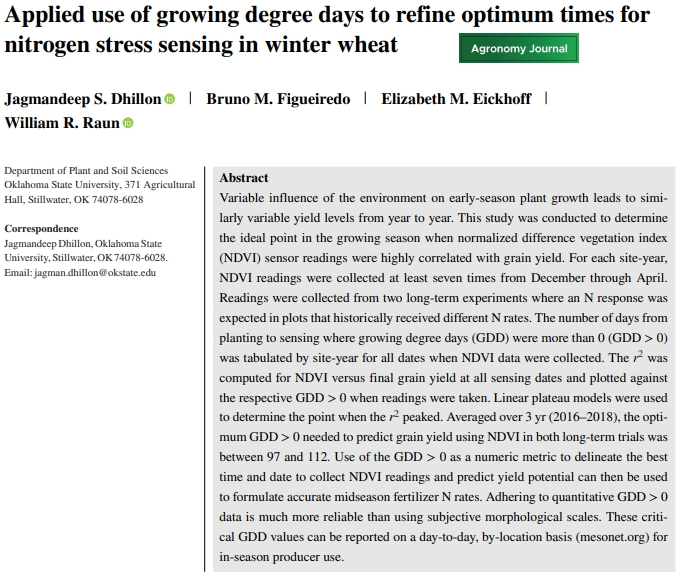 Applied use of growing degree days to refine optimum times for
nitrogen stress sensing in winter wheat
Agronomy Journal
Jagmandeep S. Dhillon iD | Bruno M. Figueiredo | Elizabeth M. Eickhoff |
William R. Raun iD
Department of Plant and Soil Sciences
Oklahoma State University, 371 Agricultural
Hall, Stillwater, OK 74078-6028
Correspondence
Jagmandeep Dhillon, Oklahoma State
University, Stillwater, OK 74078-6028.
Email: jagman.dhillon@okstate.edu
Abstract
Variable influence of the environment on early-season plant growth leads to simi-
larly variable yield levels from year to year. This study was conducted to determine
the ideal point in the growing season when normalized difference vegetation index
(NDVI) sensor readings were highly correlated with grain yield. For each site-year,
NDVI readings were collected at least seven times from December through April.
Readings were collected from two long-term experiments where an N response was
expected in plots that historically received different N rates. The number of days from
planting to sensing where growing degree days (GDD) were more than 0 (GDD > 0)
was tabulated by site-year for all dates when NDVI data were collected. The r² was
computed for NDVI versus final grain yield at all sensing dates and plotted against
the respective GDD > 0 when readings were taken. Linear plateau models were used
to determine the point when the r² peaked. Averaged over 3 yr (2016–2018), the opti-
mum GDD > 0 needed to predict grain yield using NDVI in both long-term trials was
between 97 and 112. Use of the GDD > 0 as a numeric metric to delineate the best
time and date to collect NDVI readings and predict yield potential can then be used
to formulate accurate midseason fertilizer N rates. Adhering to quantitative GDD > 0
data is much more reliable than using subjective morphological scales. These criti-
cal GDD values can be reported on a day-to-day, by-location basis (mesonet.org) for
in-season producer use.